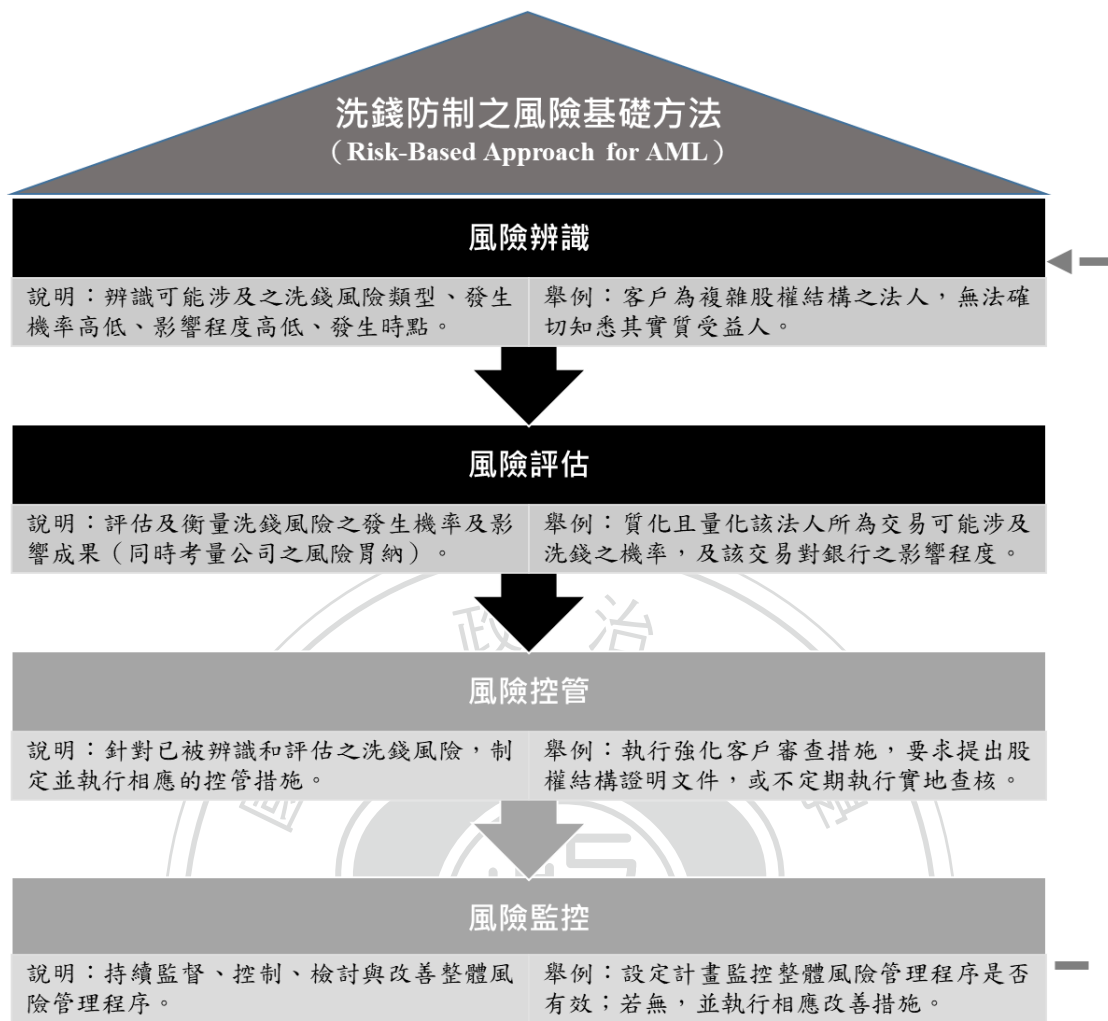 洗錢防制之風險基礎方法
（Risk-Based Approach for AML）
風險辨識
說明：辨識可能涉及之洗錢風險類型、發生
機率高低、影響程度高低、發生時點。
舉例：客戶為複雜股權結構之法人，無法確
切知悉其實質受益人。
風險評估
說明：評估及衡量洗錢風險之發生機率及影
響成果（同時考量公司之風險胃納）。
舉例：質化且量化該法人所為交易可能涉及
洗錢之機率，及該交易對銀行之影響程度。
政治
風險控管
說明：針對已被辨識和評估之洗錢風險，制
定並執行相應的控管措施。
舉例：執行強化客戶審查措施，要求提出股
權結構證明文件，或不定期執行實地查核。
風險監控
說明：持續監督、控制、檢討與改善整體風
險管理程序。
舉例：設定計畫監控整體風險管理程序是否
有效；若無，並執行相應改善措施。